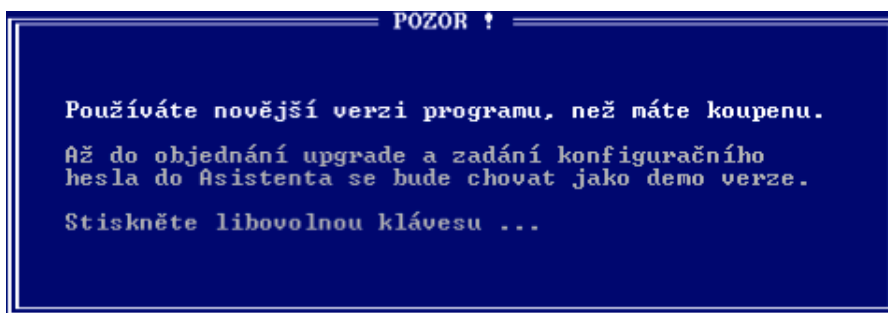 POZOR !
Používáte novější verzi programu, než máte koupenu.
Až do objednání upgrade a zadání konfiguračního
hesla do Asistenta se bude chovat jako demo verze.
Stiskněte libovolnou klávesu ...